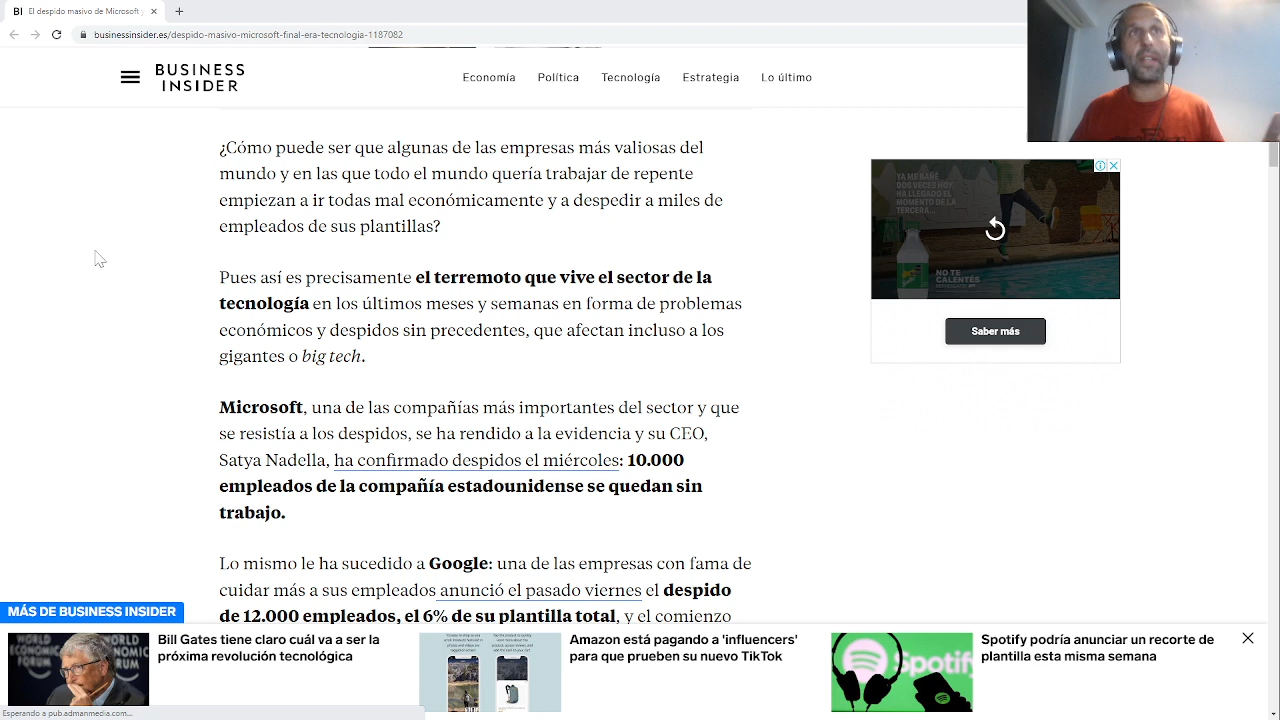 BI El despido masivo de Microsoft
businessinsider.es/despido-masivo-microsoft-final-era-tecnologia-1187082
BUSINESS
INSIDER
Economía Política Tecnología Estrategia Lo último
¿Cómo puede ser que algunas de las empresas más valiosas del
mundo y en las que todo el mundo quería trabajar de repente
empiezan a ir todas mal económicamente y a despedir a miles de
empleados de sus plantillas?
Pues así es precisamente el terremoto que vive el sector de la
tecnología en los últimos meses y semanas en forma de problemas
económicos y despidos sin precedentes, que afectan incluso a los
gigantes o big tech.
Microsoft, una de las compañías más importantes del sector y que
se resistía a los despidos, se ha rendido a la evidencia y su CEO,
Satya Nadella, ha confirmado despidos el miércoles: 10.000
empleados de la compañía estadounidense se quedan sin
trabajo.
Lo mismo le ha sucedido a Google: una de las empresas con fama de
cuidar más a sus empleados anunció el pasado viernes el despido
de 12.000 empleados, el 6% de su plantilla total, y el comienzo
YA ME BAÑÉ
DOS VECES HOY,
HA LLEGADO EL
MOMENTO DE LA
TERCERA...
NO TE
CALENTÉS
Saber más
MÁS DE BUSINESS INSIDER
WORLD
ECONOMIC
FORUM
Bill Gates tiene claro cuál va a ser la
próxima revolución tecnológica
Amazon está pagando a 'influencers'
para que prueben su nuevo TikTok
Spotify
Spotify podría anunciar un recorte de
plantilla esta misma semana
Esperando a pub.admanmedia.com...